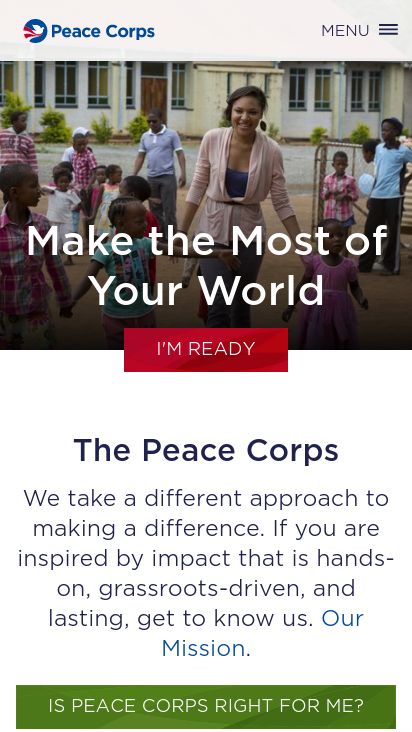 Peace Corps
MENU
Make the Most of
Your World
I'M READY
The Peace Corps
We take a different approach to
making a difference. If you are
inspired by impact that is hands-
on, grassroots-driven, and
lasting, get to know us. Our
Mission.
IS PEACE CORPS RIGHT FOR ME?